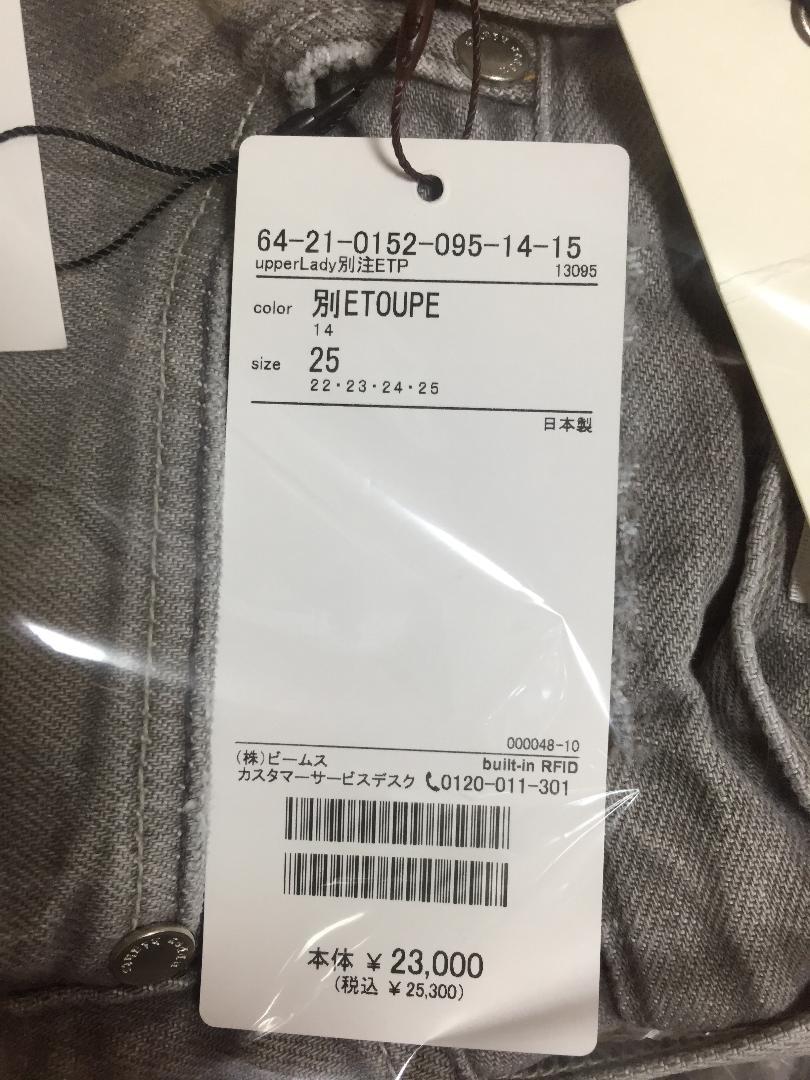 64-21-0152-095-14-15
upperLady別注ETP 13095
color 別ETOUPE
14
size 25
22・23・24・25
日本製
000048-10
(株)ビームス built-in RFID
カスタマーサービスデスク 0120-011-301
本体 ¥ 23,000
(税込 ¥ 25,300)